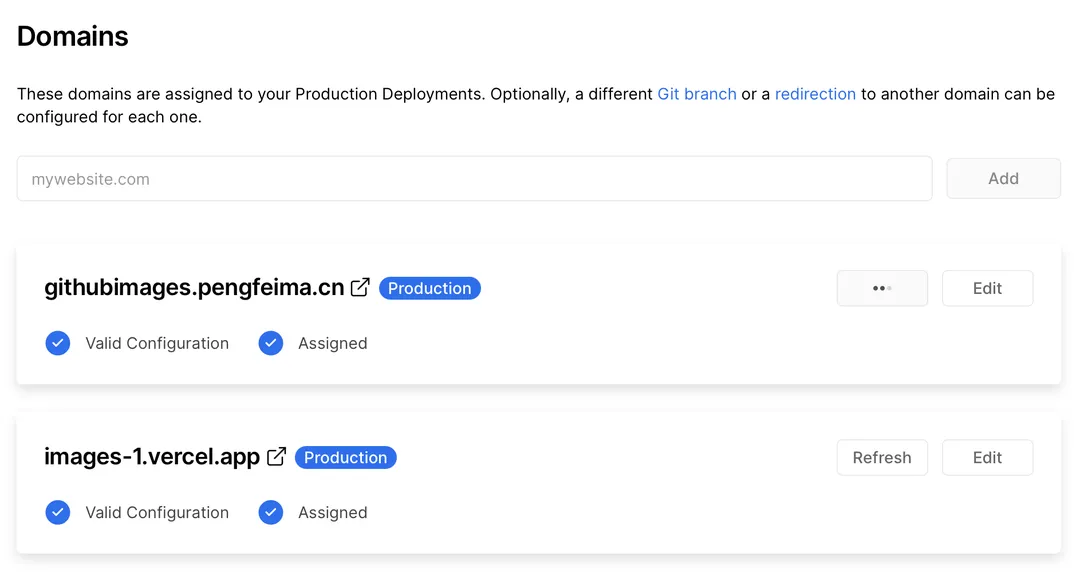 Domains
These domains are assigned to your Production Deployments. Optionally, a different Git branch or a redirection to another domain can be
configured for each one.
mywebsite.com
Add
githubimages.pengfeima.cn Production
Edit
Valid Configuration Assigned
images-1.vercel.app Production
Refresh Edit
Valid Configuration Assigned